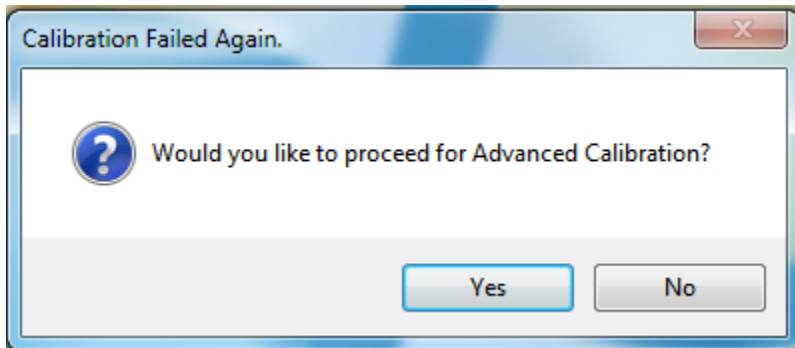 Calibration Failed Again.
Would you like to proceed for Advanced Calibration?
Yes
No